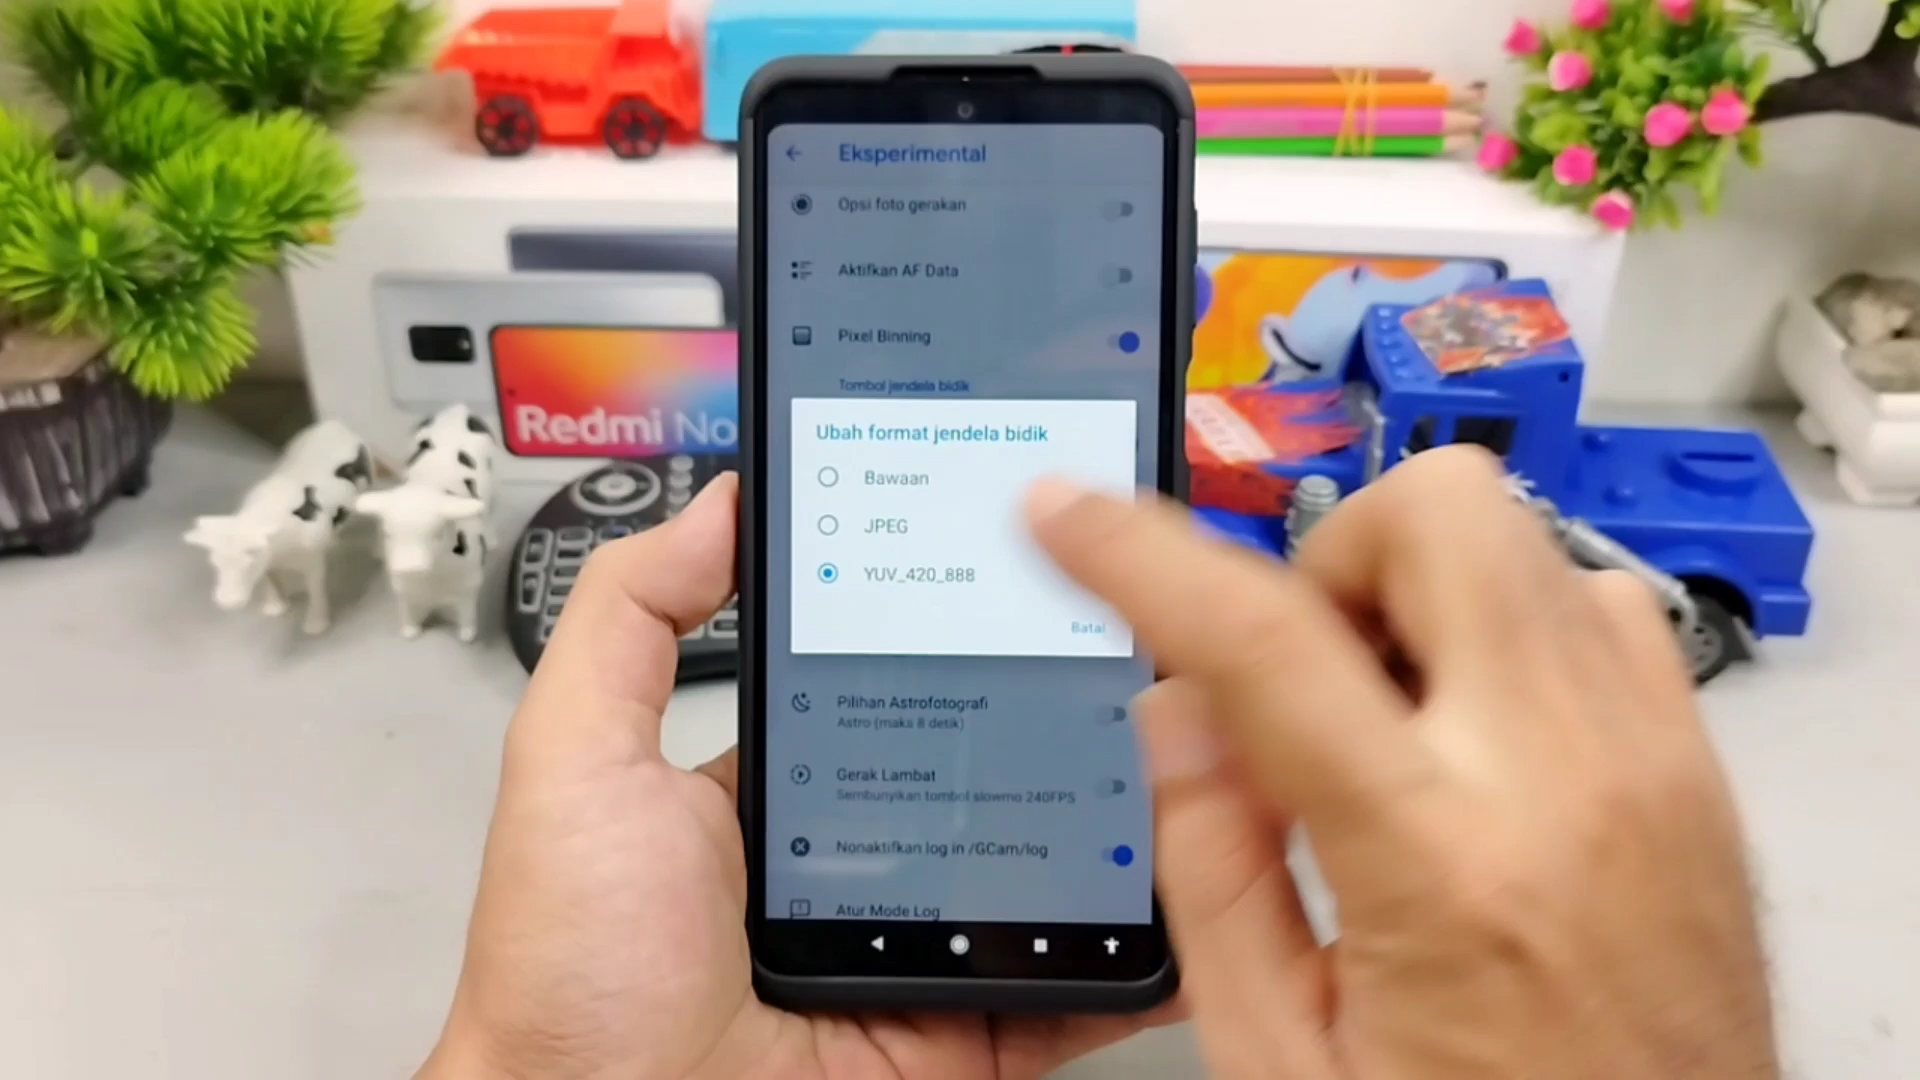 Eksperimental
Opsi foto gerakan
Aktifkan AF Data
Pixel Binning
Tombol jendela bidik
Ubah format jendela bidik
Bawaan
JPEG
YUV_420_888
Batal
Pilihan Astrofotografi
Astro (maks 8 detik)
Gerak Lambat
Sembunyikan tombol slowmo 240FPS
Nonaktifkan log in /GCam/log
Atur Mode Log
Redmi No